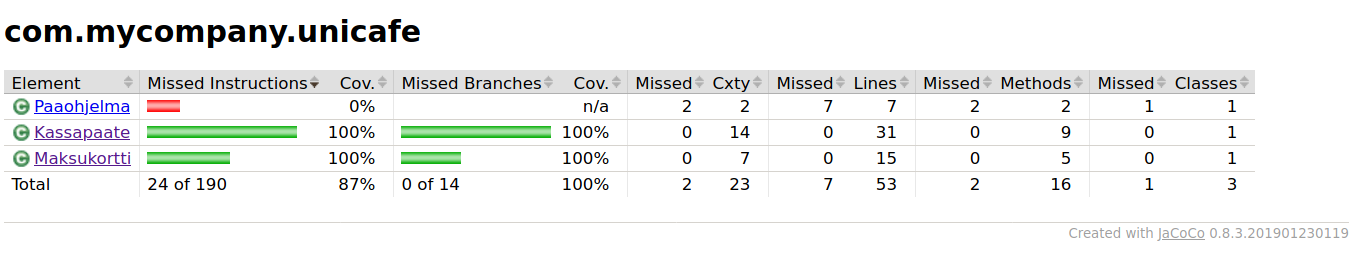 com.mycompany.unicafe
Element Missed Instructions Cov. Missed Branches Cov. Missed Cxty Missed Lines Missed Methods Missed Classes
C Paaohjelma 0% n/a 2 2 7 7 2 2 1 1
C Kassapaate 100% 100% 0 14 0 31 0 9 0 1
C Maksukortti 100% 100% 0 7 0 15 0 5 0 1
Total 24 of 190 87% 0 of 14 100% 2 23 7 53 2 16 1 3
Created with JaCoCo 0.8.3.201901230119